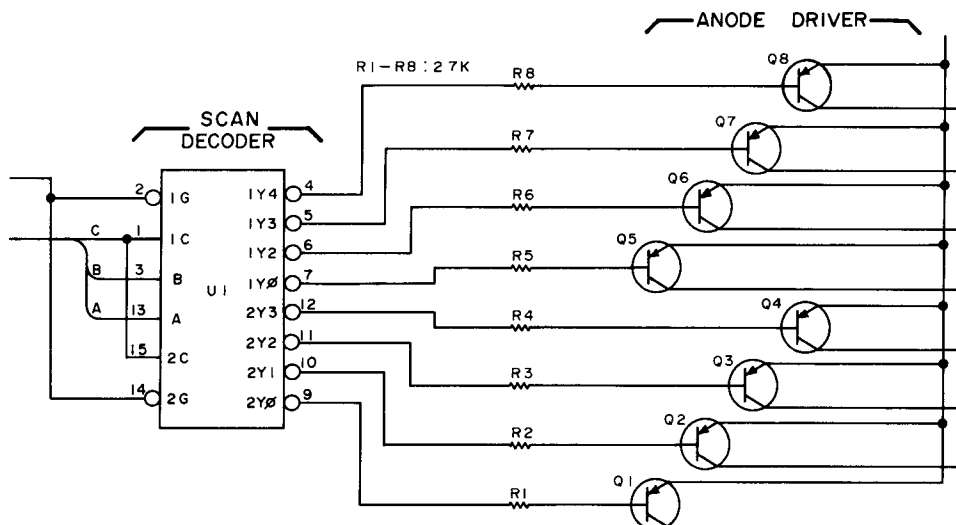 ANODE DRIVER
R1-R8:27K
R8
Q8
SCAN
DECODER
R7
Q7
2
1G
1Y4
4
R6
Q6
1Y3
5
C
1
1C
1Y2
6
R5
Q5
B
3
B
U1
1YØ
7
A
13
A
2Y3
12
R4
Q4
15
2C
2Y2
11
R3
Q3
14
2G
2Y1
10
R2
Q2
2YØ
9
R1
Q1